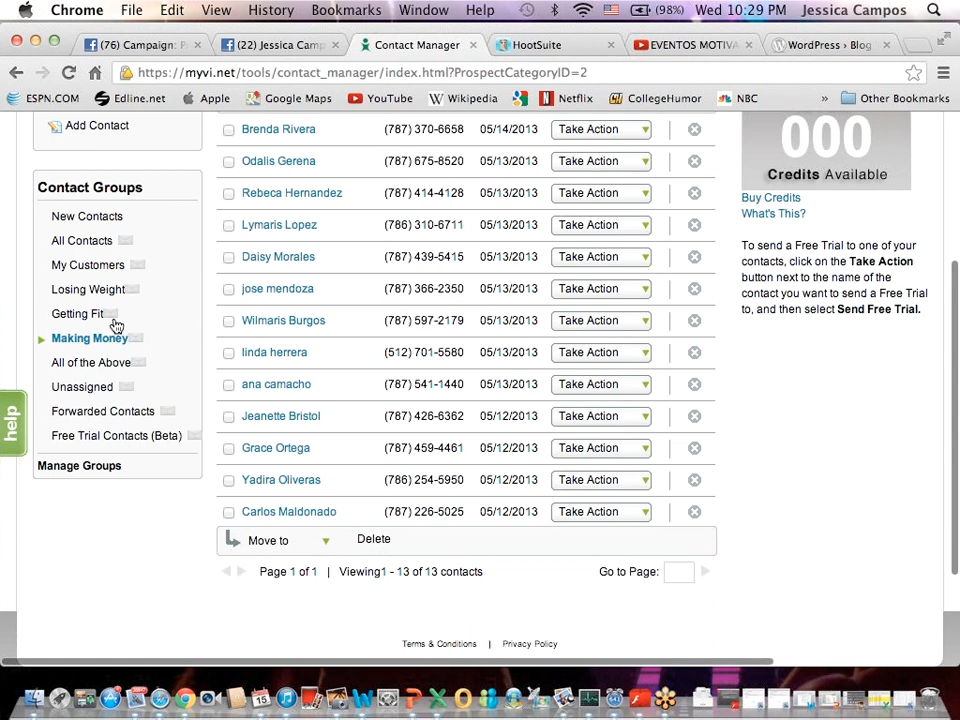 Chrome File Edit View History Bookmarks Window Help (98%) Wed 10:29 PM Jessica Campos
(76) Campaign: P
(22) Jessica Cam
Contact Manager
HootSuite
EVENTOS MOTIVA
WordPress › Blog
https://myvi.net/tools/contact_manager/index.html?ProspectCategoryID=2
ESPN.COM Edline.net Apple Google Maps YouTube Wikipedia Netflix CollegeHumor NBC » Other Bookmarks
Add Contact
Contact Groups
New Contacts
All Contacts
My Customers
Losing Weight
Getting Fit
Making Money
All of the Above
Unassigned
Forwarded Contacts
Free Trial Contacts (Beta)
Manage Groups
help
Brenda Rivera (787) 370-6658 05/14/2013 Take Action
Odalis Gerena (787) 675-8520 05/13/2013 Take Action
Rebeca Hernandez (787) 414-4128 05/13/2013 Take Action
Lymaris Lopez (786) 310-6711 05/13/2013 Take Action
Daisy Morales (787) 439-5415 05/13/2013 Take Action
jose mendoza (787) 366-2350 05/13/2013 Take Action
Wilmaris Burgos (787) 597-2179 05/13/2013 Take Action
linda herrera (512) 701-5580 05/13/2013 Take Action
ana camacho (787) 541-1440 05/13/2013 Take Action
Jeanette Bristol (787) 426-6362 05/12/2013 Take Action
Grace Ortega (787) 459-4461 05/12/2013 Take Action
Yadira Oliveras (786) 254-5950 05/12/2013 Take Action
Carlos Maldonado (787) 226-5025 05/12/2013 Take Action
Move to Delete
Page 1 of 1 | Viewing1 - 13 of 13 contacts Go to Page:
000
Credits Available
Buy Credits
What's This?
To send a Free Trial to one of your
contacts, click on the Take Action
button next to the name of the
contact you want to send a Free Trial
to, and then select Send Free Trial.
Terms & Conditions | Privacy Policy